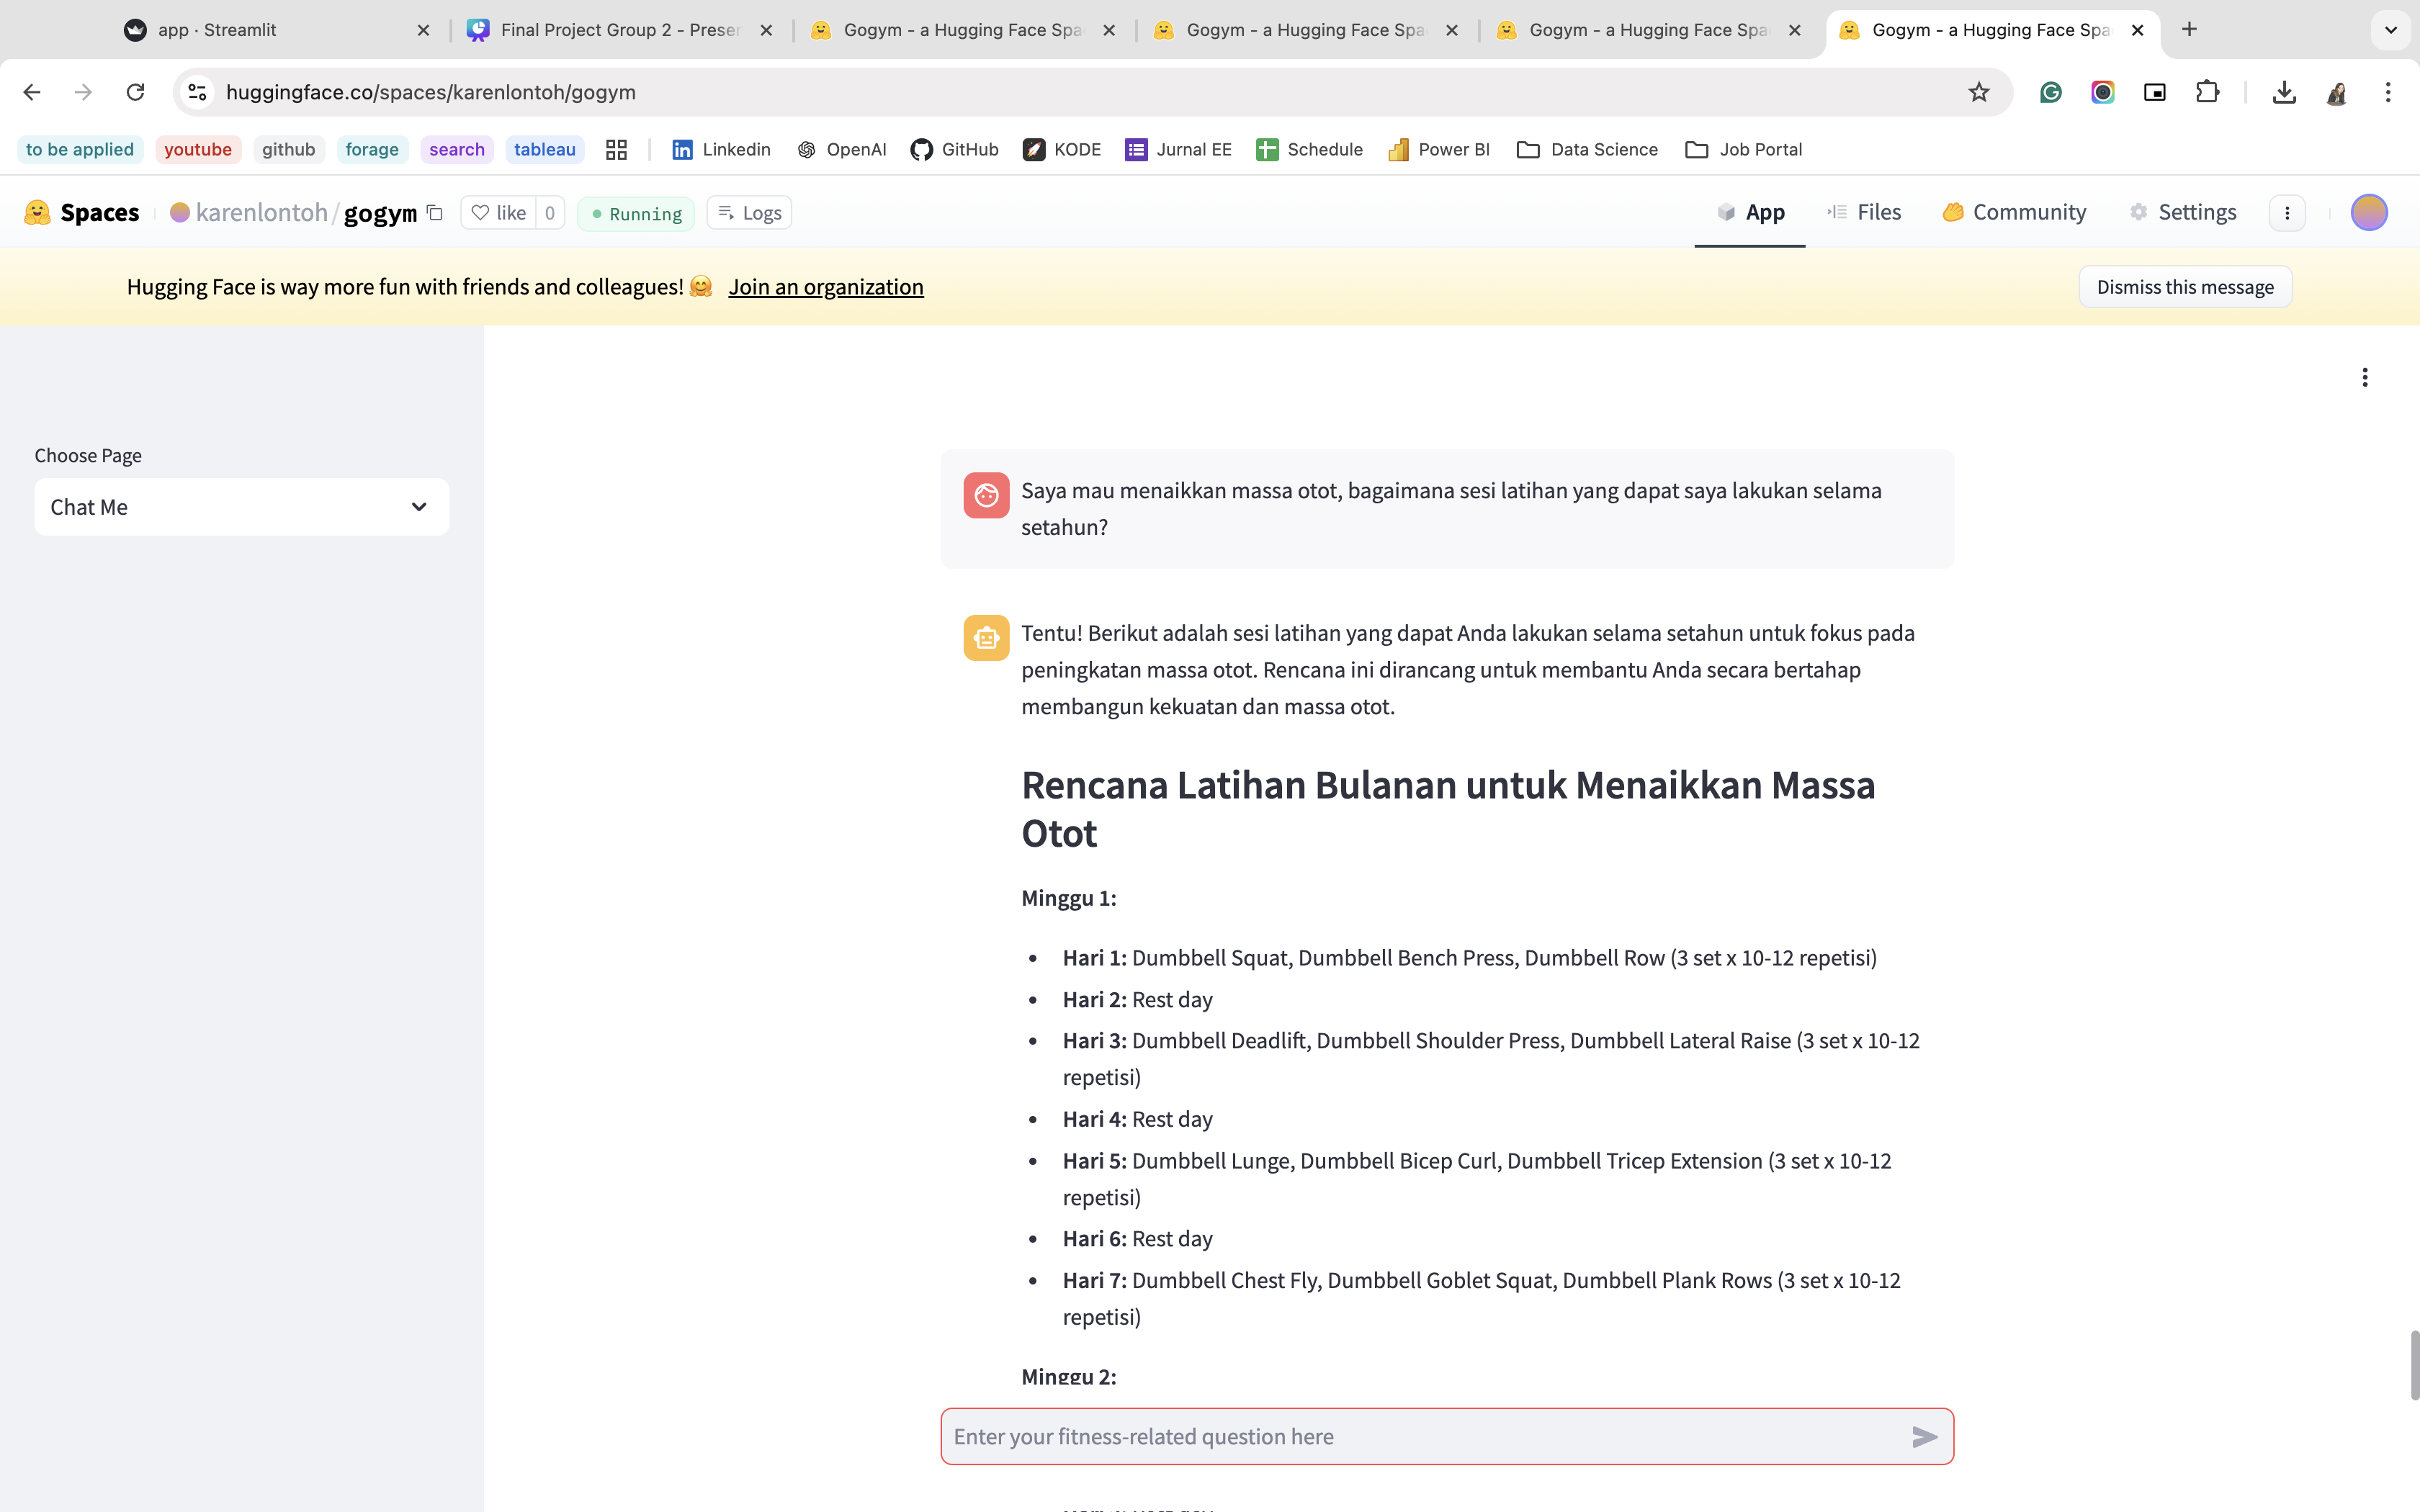 app · Streamlit
Final Project Group 2 - Preser
Gogym - a Hugging Face Spa
Gogym - a Hugging Face Spa
Gogym - a Hugging Face Spa
Gogym - a Hugging Face Spa
huggingface.co/spaces/karenlontoh/gogym
to be applied youtube github forage search tableau Linkedin OpenAI GitHub KODE Jurnal EE Schedule Power BI Data Science Job Portal
Spaces karenlontoh/gogym like 0 Running Logs App Files Community Settings
Hugging Face is way more fun with friends and colleagues! 🤗 Join an organization Dismiss this message
Choose Page
Chat Me
Saya mau menaikkan massa otot, bagaimana sesi latihan yang dapat saya lakukan selama
setahun?
Tentu! Berikut adalah sesi latihan yang dapat Anda lakukan selama setahun untuk fokus pada
peningkatan massa otot. Rencana ini dirancang untuk membantu Anda secara bertahap
membangun kekuatan dan massa otot.
Rencana Latihan Bulanan untuk Menaikkan Massa
Otot
Minggu 1:
• Hari 1: Dumbbell Squat, Dumbbell Bench Press, Dumbbell Row (3 set x 10-12 repetisi)
• Hari 2: Rest day
• Hari 3: Dumbbell Deadlift, Dumbbell Shoulder Press, Dumbbell Lateral Raise (3 set x 10-12
repetisi)
• Hari 4: Rest day
• Hari 5: Dumbbell Lunge, Dumbbell Bicep Curl, Dumbbell Tricep Extension (3 set x 10-12
repetisi)
• Hari 6: Rest day
• Hari 7: Dumbbell Chest Fly, Dumbbell Goblet Squat, Dumbbell Plank Rows (3 set x 10-12
repetisi)
Minggu 2:
Enter your fitness-related question here